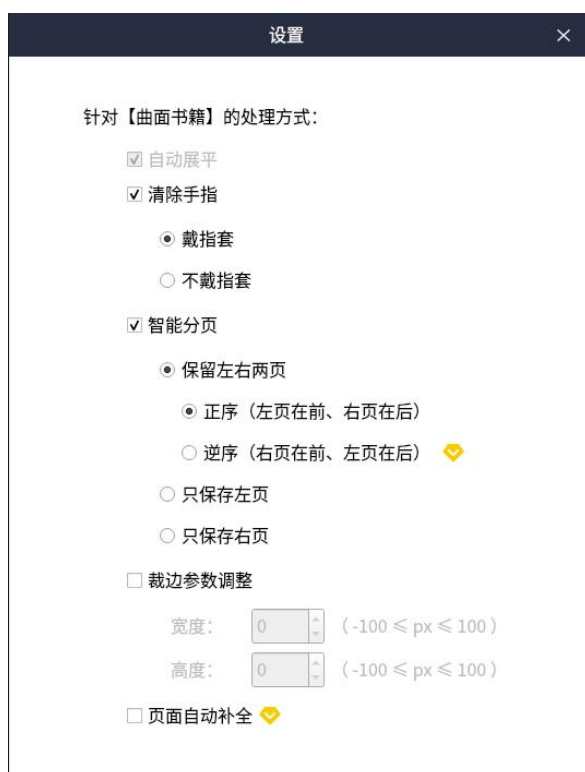 设置
针对【曲面书籍】的处理方式：
自动展平
清除手指
戴指套
不戴指套
智能分页
保留左右两页
正序（左页在前、右页在后）
逆序（右页在前、左页在后）
只保存左页
只保存右页
裁边参数调整
宽度： 0 （ -100 ≤ px ≤ 100 ）
高度： 0 （ -100 ≤ px ≤ 100 ）
页面自动补全